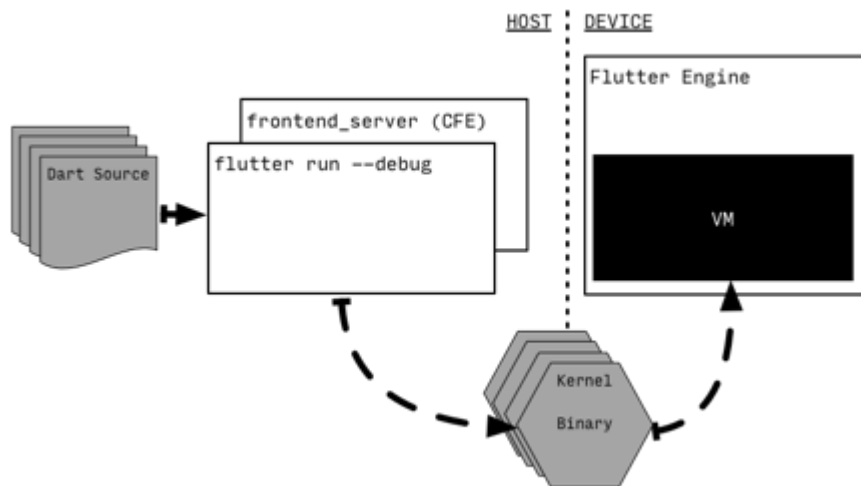 HOST
DEVICE
Flutter Engine
frontend_server (CFE)
flutter run --debug
Dart Source
VM
Kernel
Binary